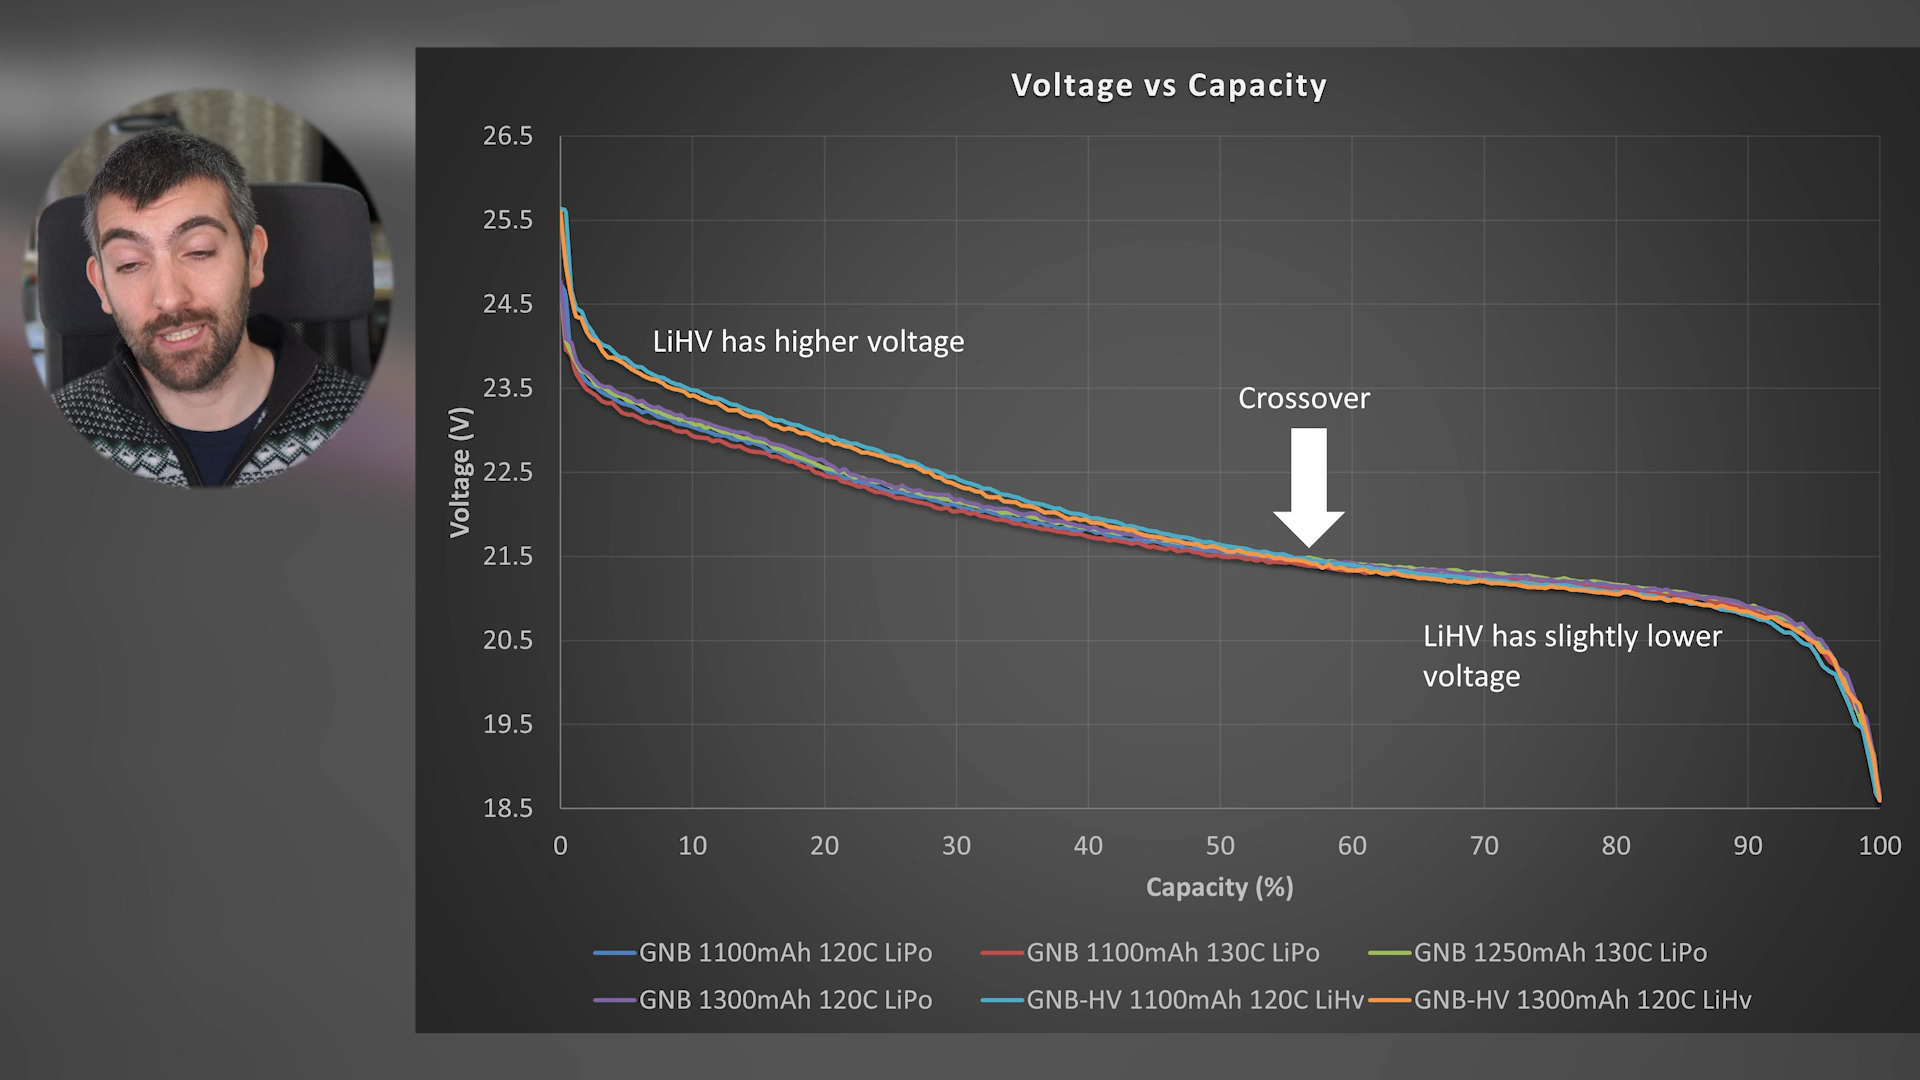 Voltage vs Capacity
26.5
25.5
24.5
23.5
22.5
21.5
20.5
19.5
18.5
Voltage (V)
LiHV has higher voltage
Crossover
LiHV has slightly lower
voltage
0 10 20 30 40 50 60 70 80 90 100
Capacity (%)
GNB 1100mAh 120C LiPo GNB 1100mAh 130C LiPo GNB 1250mAh 130C LiPo
GNB 1300mAh 120C LiPo GNB-HV 1100mAh 120C LiHv GNB-HV 1300mAh 120C LiHv